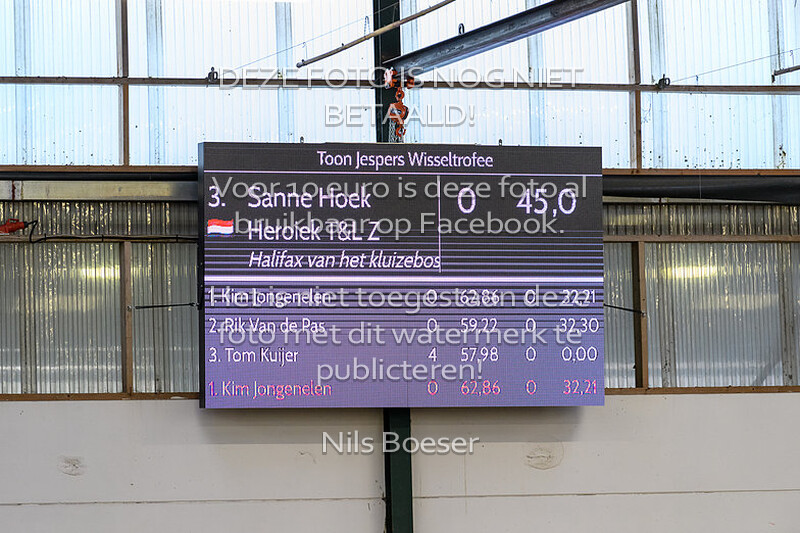 DEZE FOTO IS NOG NIET
BETAALD!
Toon Jespers Wisseltrofee
3. Sanne Hoek 0 45,0
Voor 10 euro is deze foto al
bruikbaar op Facebook.
Heroiek T&L Z
Halifax van het kluizebos
1. Kim Jongenelen 0 62,86 0 32,21
Het is niet toegestaan deze
2. Rik Van de Pas 0 59,22 0 32,30
foto met dit watermerk te
3. Tom Kuijer 4 57,98 0 0,00
publiceren!
1. Kim Jongenelen 0 62,86 0 32,21
Nils Boeser